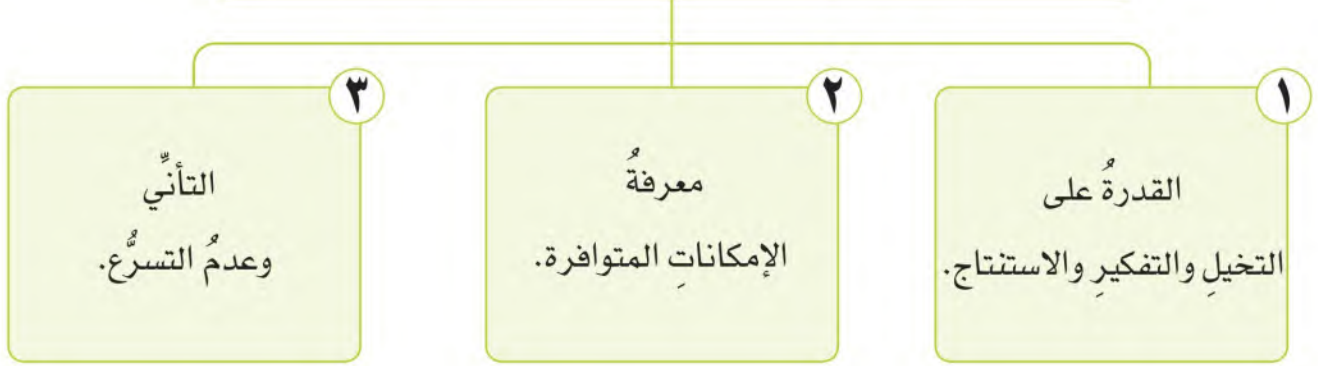 ١
القدرةُ على
التخيلِ والتفكيرِ والاستنتاج.
٢
معرفةُ
الإمكاناتِ المتوافرة.
٣
التأنِّي
وعدمُ التسرُّع.